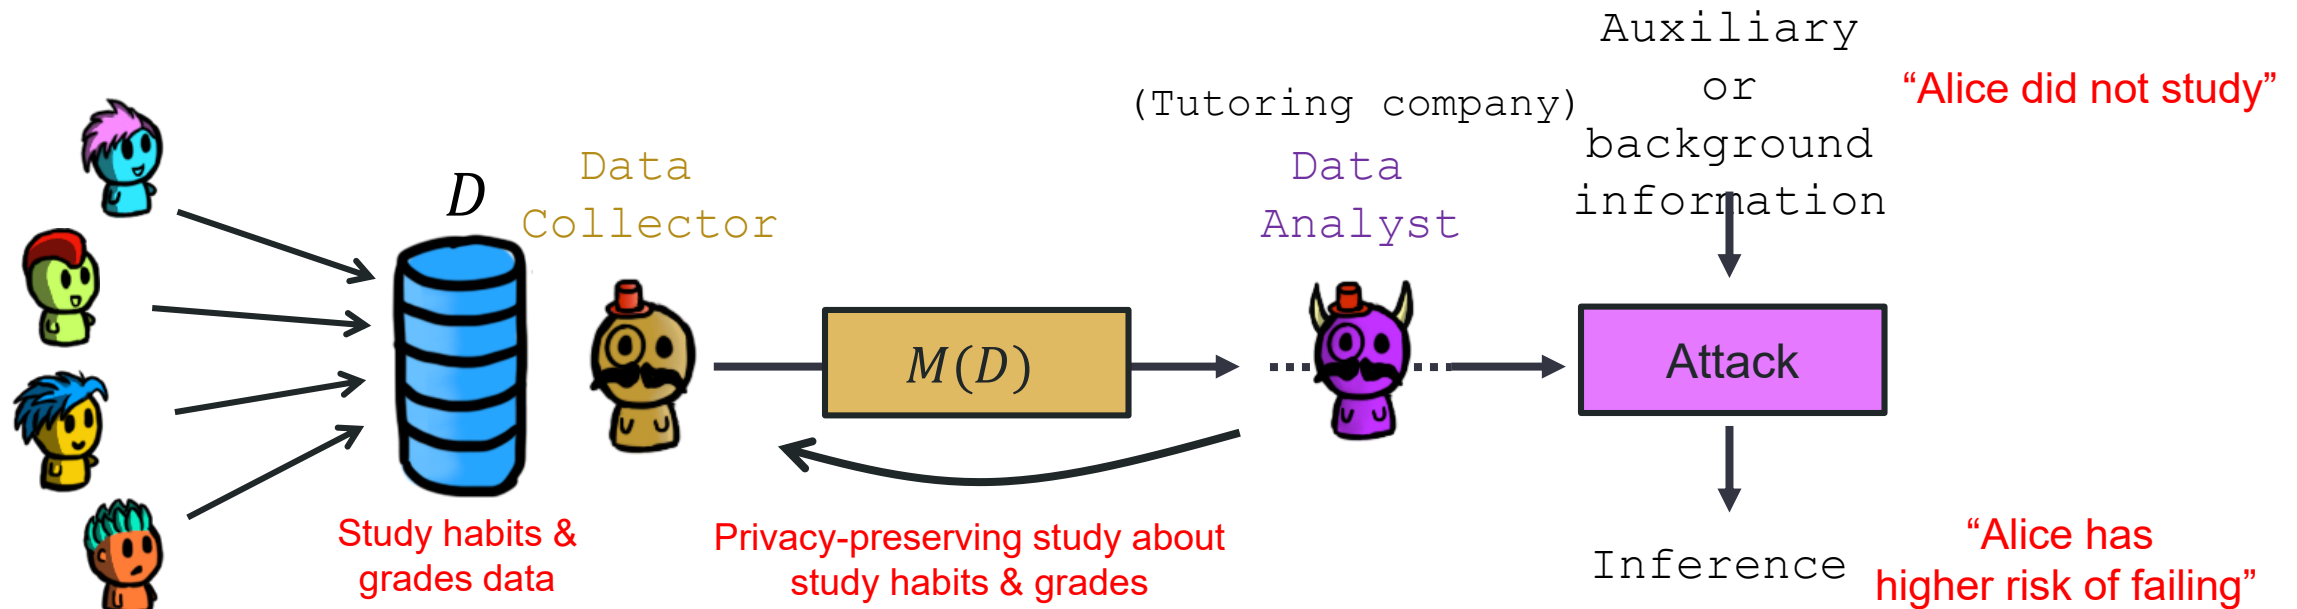 D
Data
Collector
Study habits &
grades data
M(D)
Privacy-preserving study about
study habits & grades
(Tutoring company)
Data
Analyst
Auxiliary
or
background
information
“Alice did not study”
Attack
Inference
“Alice has
higher risk of failing”